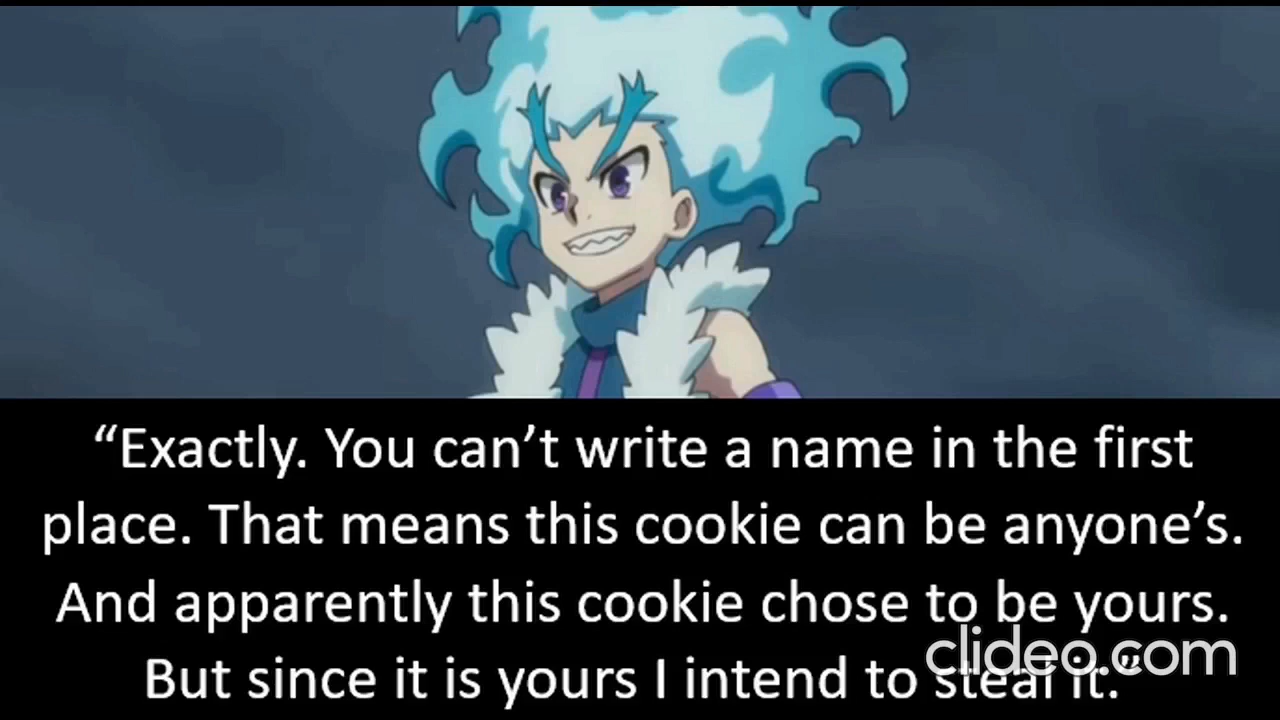 “Exactly. You can’t write a name in the first
place. That means this cookie can be anyone’s.
And apparently this cookie chose to be yours.
But since it is yours I intend to steal it.”
clideo.com